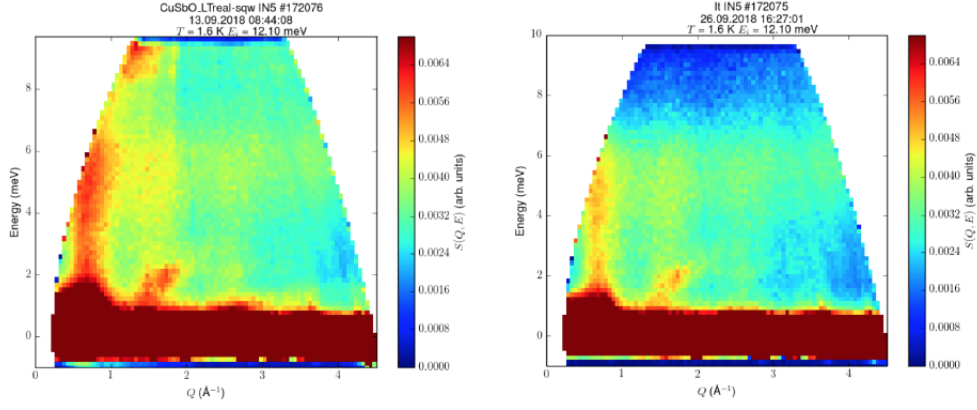 CuSbO_LTreal-sqw IN5 #172076
13.09.2018 08:44:08
T = 1.6 K E_i = 12.10 meV
8
6
4
2
0
Energy (meV)
0 1 2 3 4
Q (Å⁻¹)
0.0064
0.0056
0.0048
0.0040
0.0032
0.0024
0.0016
0.0008
0.0000
S(Q, E) (arb. units)
lt IN5 #172075
26.09.2018 16:27:01
T = 1.6 K E_i = 12.10 meV
10
8
6
4
2
0
Energy (meV)
0 1 2 3 4
Q (Å⁻¹)
0.0064
0.0056
0.0048
0.0040
0.0032
0.0024
0.0016
0.0008
0.0000
S(Q, E) (arb. units)